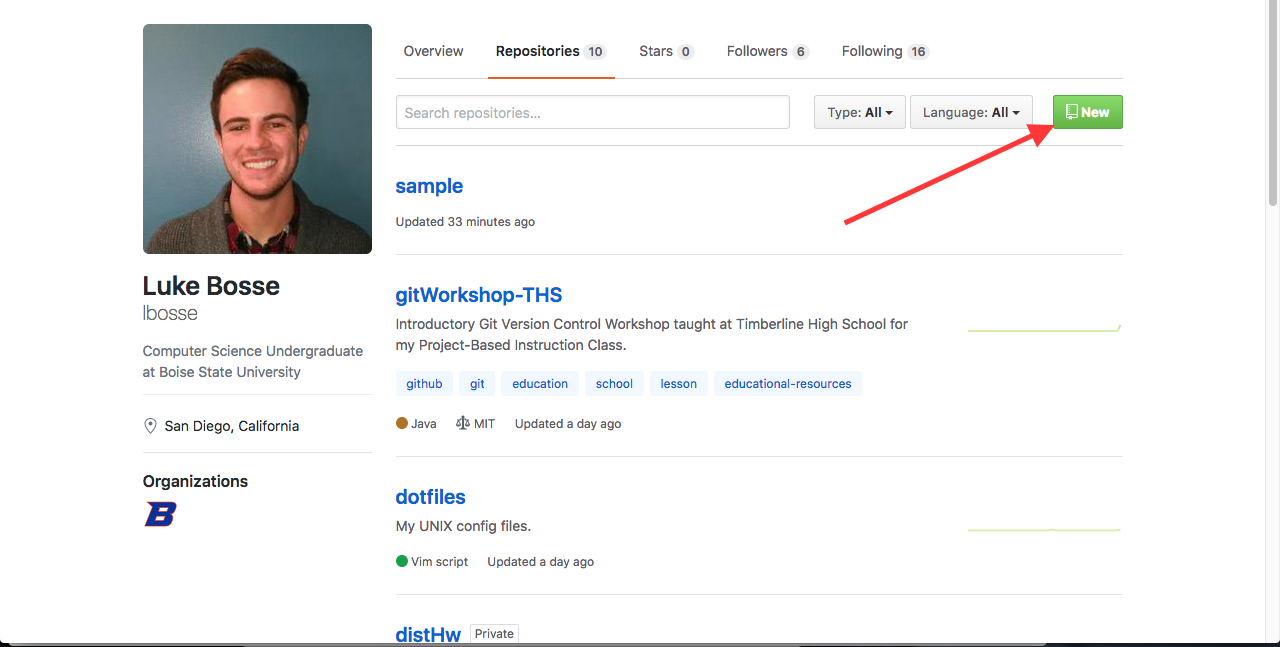 Overview Repositories 10 Stars 0 Followers 6 Following 16
Search repositories... Type: All Language: All New
sample
Updated 33 minutes ago
Luke Bosse
lbosse
Computer Science Undergraduate
at Boise State University
San Diego, California
Organizations
B
gitWorkshop-THS
Introductory Git Version Control Workshop taught at Timberline High School for
my Project-Based Instruction Class.
github git education school lesson educational-resources
Java MIT Updated a day ago
dotfiles
My UNIX config files.
Vim script Updated a day ago
distHw Private